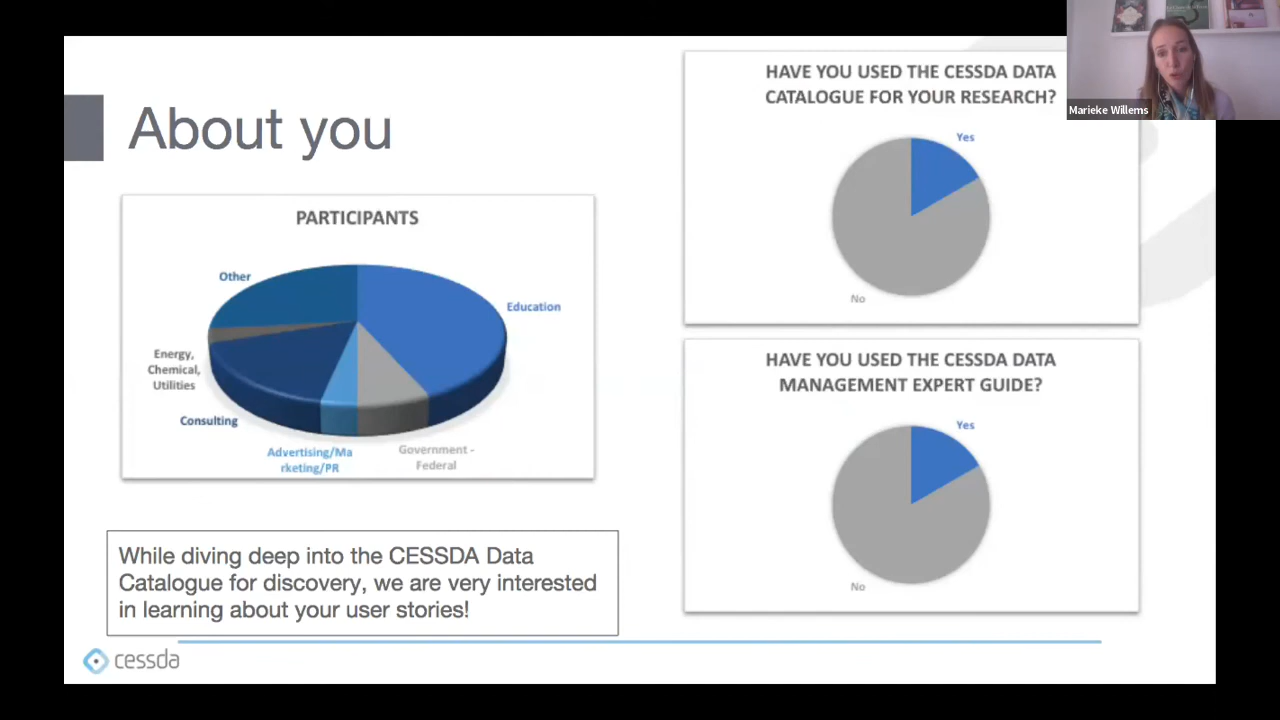 About you
PARTICIPANTS
Other
Education
Energy,
Chemical,
Utilities
Consulting
Advertising/Ma
rketing/PR
Government -
Federal
While diving deep into the CESSDA Data
Catalogue for discovery, we are very interested
in learning about your user stories!
cessda
HAVE YOU USED THE CESSDA DATA
CATALOGUE FOR YOUR RESEARCH?
Yes
No
HAVE YOU USED THE CESSDA DATA
MANAGEMENT EXPERT GUIDE?
Yes
No
Marieke Willems